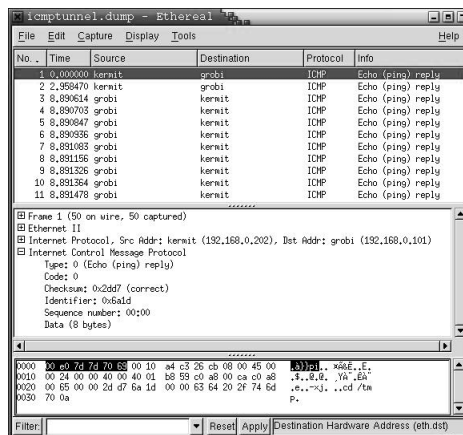 icmptunnel.dump - Ethereal
File Edit Capture Display Tools Help
No. . Time Source Destination Protocol Info
1 0.000000 kermit grobi ICMP Echo (ping) reply
2 2.958470 kermit grobi ICMP Echo (ping) reply
3 8.890614 grobi kermit ICMP Echo (ping) reply
4 8.890703 grobi kermit ICMP Echo (ping) reply
5 8.890847 grobi kermit ICMP Echo (ping) reply
6 8.890936 grobi kermit ICMP Echo (ping) reply
7 8.891083 grobi kermit ICMP Echo (ping) reply
8 8.891156 grobi kermit ICMP Echo (ping) reply
9 8.891326 grobi kermit ICMP Echo (ping) reply
10 8.891364 grobi kermit ICMP Echo (ping) reply
11 8.891478 grobi kermit ICMP Echo (ping) reply
Frame 1 (50 on wire, 50 captured)
Ethernet II
Internet Protocol, Src Addr: kermit (192.168.0.202), Dst Addr: grobi (192.168.0.101)
Internet Control Message Protocol
Type: 0 (Echo (ping) reply)
Code: 0
Checksum: 0x2dd7 (correct)
Identifier: 0x6a1d
Sequence number: 00:00
Data (8 bytes)
0000 00 e0 7d 7d 70 69 00 10 a4 c3 26 cb 08 00 45 00 .à}}pi.. ¤Ã&Ë..E.
0010 00 24 00 00 40 00 40 01 b8 59 c0 a8 00 ca c0 a8 .$..@.@. ¸YÀ¨.ÊÀ¨
0020 00 65 00 00 2d d7 6a 1d 00 00 63 64 20 2f 74 6d .e..-×j. ..cd /tm
0030 70 0a p.
Filter: Reset Apply Destination Hardware Address (eth.dst)